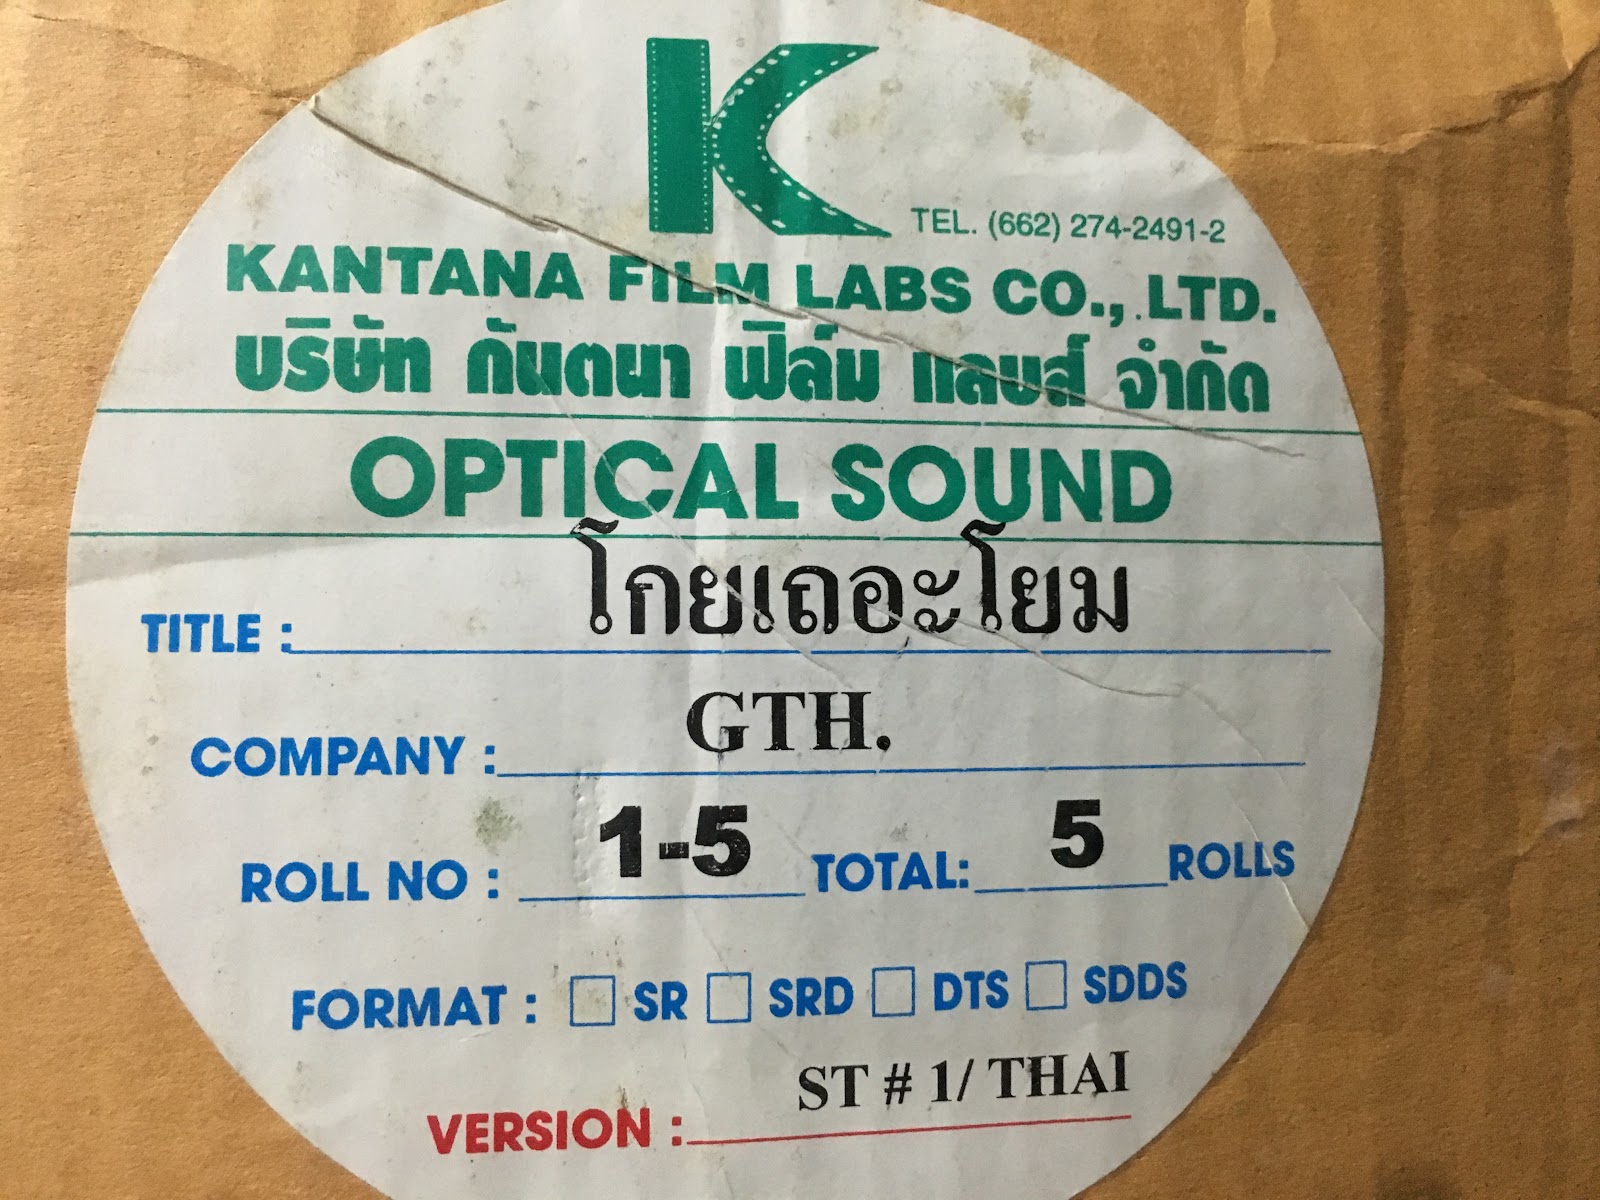 K
TEL. (662) 274-2491-2
KANTANA FILM LABS CO., LTD.
บริษัท กันตนา ฟิล์ม แลบส์ จำกัด
OPTICAL SOUND
TITLE : โกยเถอะโยม
COMPANY : GTH.
ROLL NO : 1-5 TOTAL: 5 ROLLS
FORMAT : SR SRD DTS SDDS
VERSION : ST # 1/ THAI